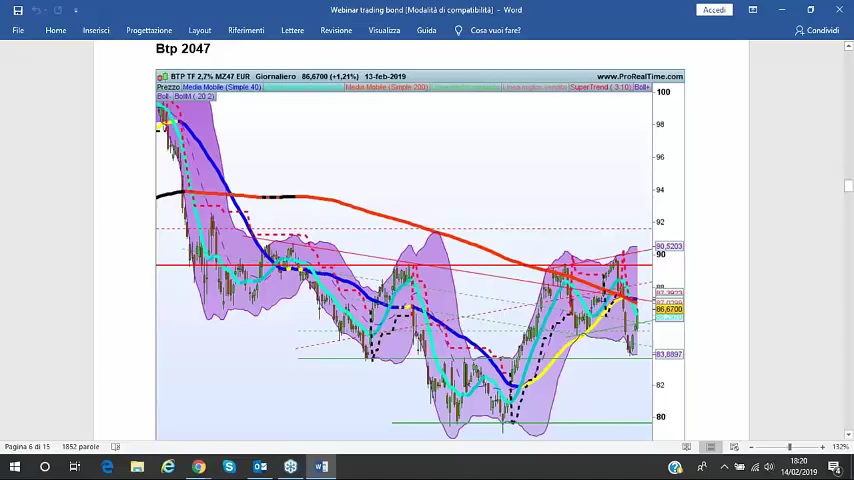 Webinar trading bond [Modalità di compatibilità] - Word
Accedi
File Home Inserisci Progettazione Layout Riferimenti Lettere Revisione Visualizza Guida Cosa vuoi fare? Condividi
Btp 2047
BTP TF 2,7% MZ47 EUR Giornaliero 86,6700 (+1,21%) 13-feb-2019 www.ProRealTime.com
Prezzo Media Mobile (Simple 40) Media Mobile (Simple 200) SuperTrend (3,10) Boll+
Boll- BollM (20 2)
100
98
96
94
92
90,5203
90
88
86,6700
83,8897
82
80
Pagina 6 di 15 1852 parole 132%
18:20
14/02/2019